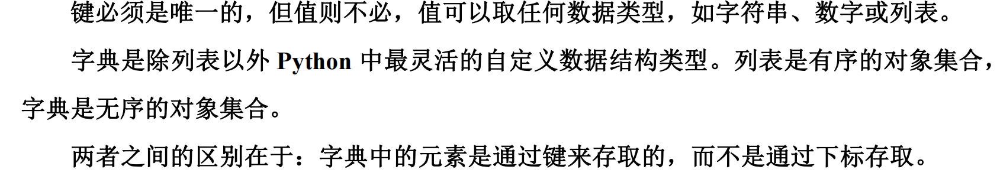 键必须是唯一的，但值则不必，值可以取任何数据类型，如字符串、数字或列表。
字典是除列表以外 Python 中最灵活的自定义数据结构类型。列表是有序的对象集合，
字典是无序的对象集合。
两者之间的区别在于：字典中的元素是通过键来存取的，而不是通过下标存取。